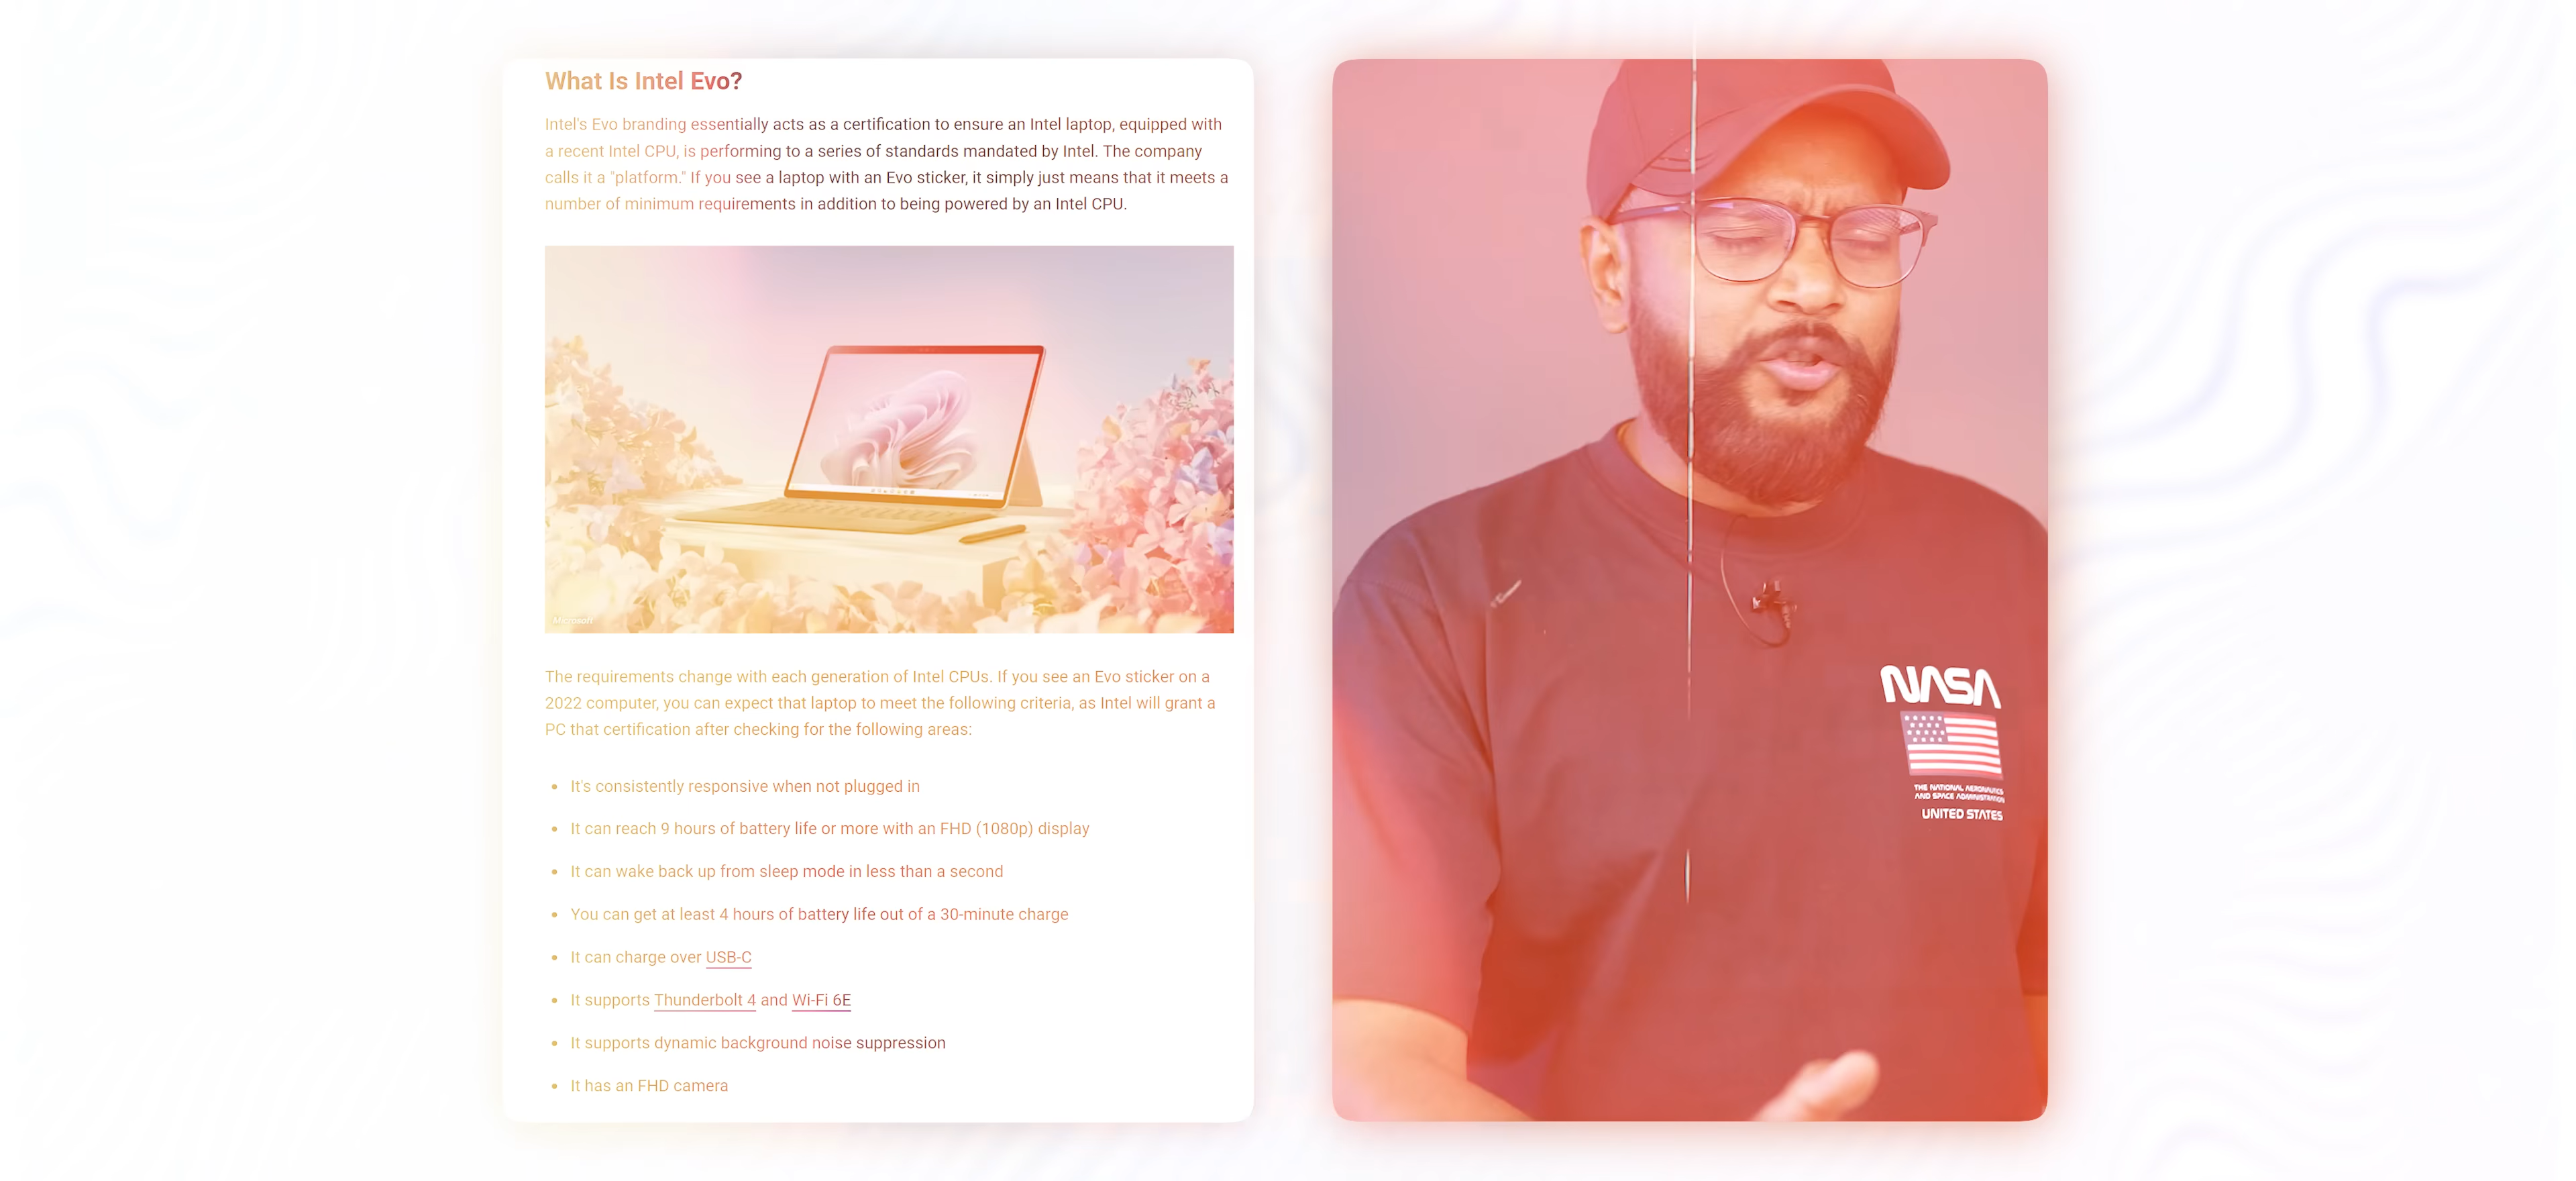 What Is Intel Evo?
Intel's Evo branding essentially acts as a certification to ensure an Intel laptop, equipped with
a recent Intel CPU, is performing to a series of standards mandated by Intel. The company
calls it a "platform." If you see a laptop with an Evo sticker, it simply just means that it meets a
number of minimum requirements in addition to being powered by an Intel CPU.
Microsoft
The requirements change with each generation of Intel CPUs. If you see an Evo sticker on a
2022 computer, you can expect that laptop to meet the following criteria, as Intel will grant a
PC that certification after checking for the following areas:
• It's consistently responsive when not plugged in
• It can reach 9 hours of battery life or more with an FHD (1080p) display
• It can wake back up from sleep mode in less than a second
• You can get at least 4 hours of battery life out of a 30-minute charge
• It can charge over USB-C
• It supports Thunderbolt 4 and Wi-Fi 6E
• It supports dynamic background noise suppression
• It has an FHD camera
NASA
THE NATIONAL AERONAUTICS
AND SPACE ADMINISTRATION
UNITED STATES